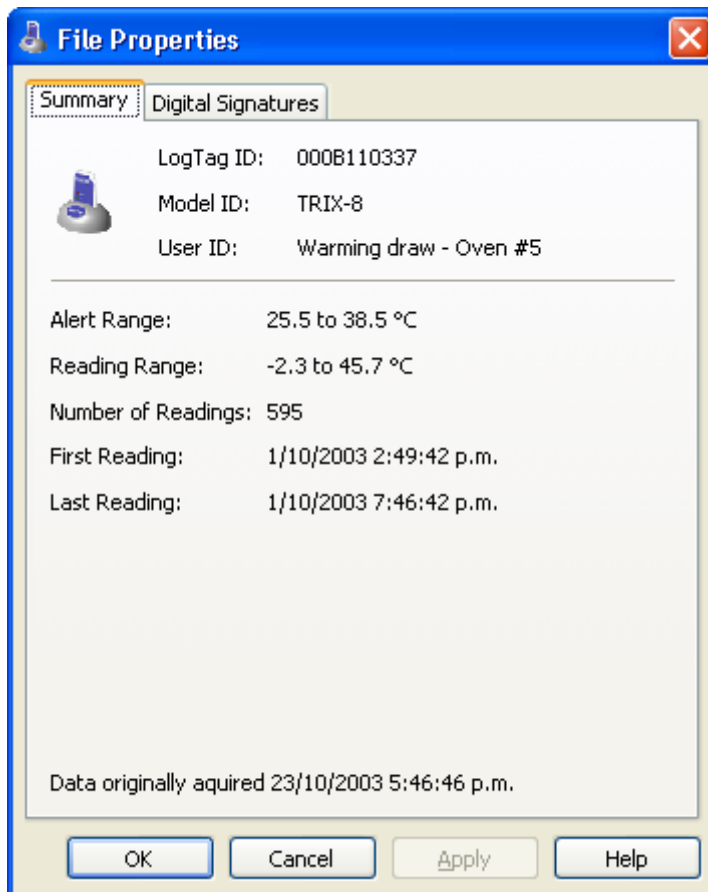 File Properties
Summary
Digital Signatures
LogTag ID: 000B110337
Model ID: TRIX-8
User ID: Warming draw - Oven #5
Alert Range: 25.5 to 38.5 °C
Reading Range: -2.3 to 45.7 °C
Number of Readings: 595
First Reading: 1/10/2003 2:49:42 p.m.
Last Reading: 1/10/2003 7:46:42 p.m.
Data originally aquired 23/10/2003 5:46:46 p.m.
OK Cancel Apply Help